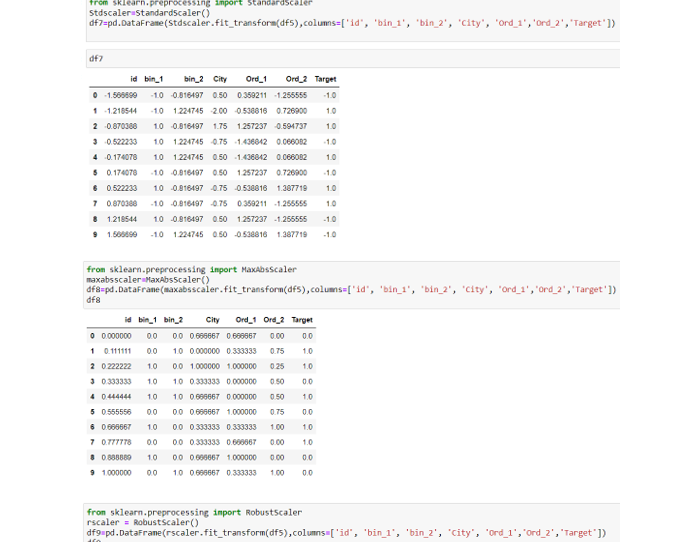 from sklearn.preprocessing import StandardScaler
Stdscaler=StandardScaler()
df7=pd.DataFrame(Stdscaler.fit_transform(df5),columns=['id', 'bin_1', 'bin_2', 'City', 'Ord_1','Ord_2','Target'])
df7
id bin_1 bin_2 City Ord_1 Ord_2 Target
0 -1.566699 -1.0 -0.816497 0.50 0.359211 -1.255555 -1.0
1 -1.218544 -1.0 1.224745 -2.00 -0.538816 0.726900 1.0
2 -0.870388 1.0 -0.816497 1.75 1.257237 -0.594737 1.0
3 -0.522233 1.0 1.224745 -0.75 -1.436842 0.066082 -1.0
4 -0.174078 1.0 1.224745 0.50 -1.436842 0.066082 1.0
5 0.174078 -1.0 -0.816497 0.50 1.257237 0.726900 -1.0
6 0.522233 1.0 -0.816497 -0.75 -0.538816 1.387719 1.0
7 0.870388 -1.0 -0.816497 -0.75 0.359211 -1.255555 1.0
8 1.218544 1.0 -0.816497 0.50 1.257237 -1.255555 -1.0
9 1.566699 -1.0 1.224745 0.50 -0.538816 1.387719 -1.0
from sklearn.preprocessing import MaxAbsScaler
maxabsscaler=MaxAbsScaler()
df8=pd.DataFrame(maxabsscaler.fit_transform(df5),columns=['id', 'bin_1', 'bin_2', 'City', 'Ord_1','Ord_2','Target'])
df8
id bin_1 bin_2 City Ord_1 Ord_2 Target
0 0.000000 0.0 0.0 0.666667 0.666667 0.00 0.0
1 0.111111 0.0 1.0 0.000000 0.333333 0.75 1.0
2 0.222222 1.0 0.0 1.000000 1.000000 0.25 1.0
3 0.333333 1.0 1.0 0.333333 0.000000 0.50 0.0
4 0.444444 1.0 1.0 0.666667 0.000000 0.50 1.0
5 0.555556 0.0 0.0 0.666667 1.000000 0.75 0.0
6 0.666667 1.0 0.0 0.333333 0.333333 1.00 1.0
7 0.777778 0.0 0.0 0.333333 0.666667 0.00 1.0
8 0.888889 1.0 0.0 0.666667 1.000000 0.00 0.0
9 1.000000 0.0 1.0 0.666667 0.333333 1.00 0.0
from sklearn.preprocessing import RobustScaler
rscaler = RobustScaler()
df9=pd.DataFrame(rscaler.fit_transform(df5),columns=['id', 'bin_1', 'bin_2', 'City', 'Ord_1','Ord_2','Target'])